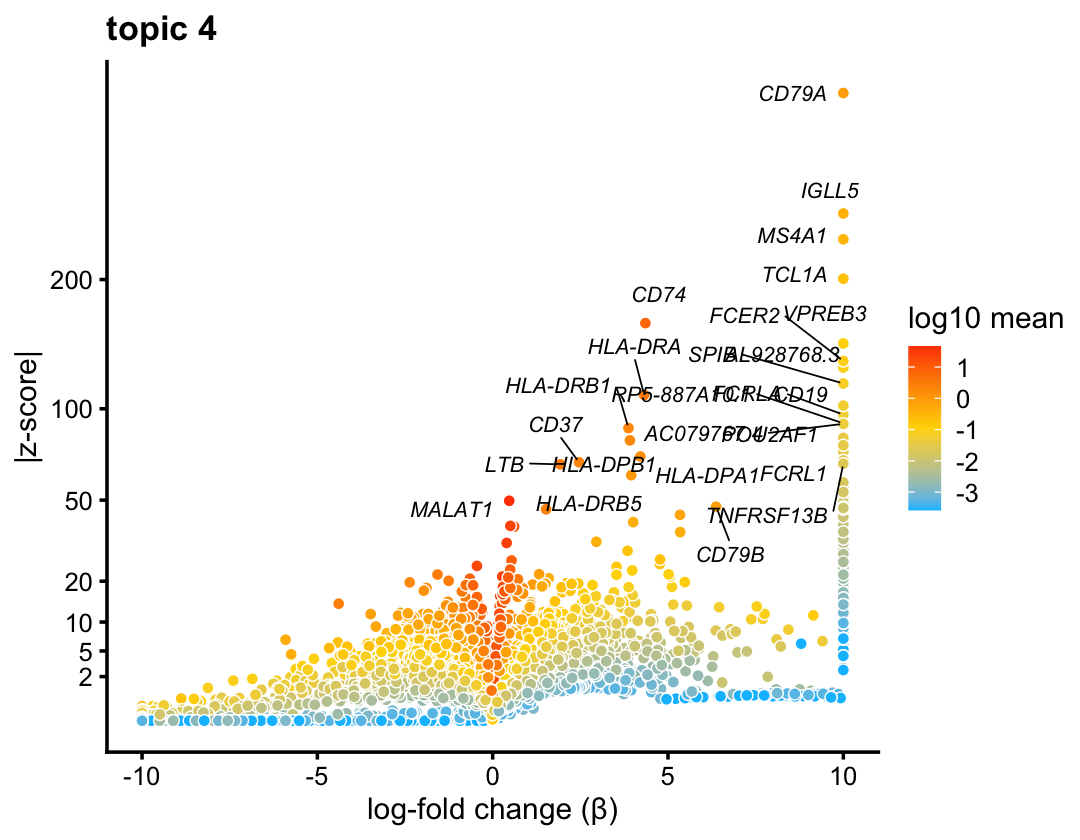 topic 4
CD79A
IGLL5
MS4A1
TCL1A
200
CD74
FCER2
VPREB3
log10 mean
HLA-DRA
SPIB
AL928768.3
1
HLA-DRB1
RP5-887A10.1
FCRLA
CD19
0
100
CD37
AC079767.4
POU2AF1
-1
LTB
HLA-DPB1
HLA-DPA1
FCRL1
-2
50
MALAT1
HLA-DRB5
TNFRSF13B
-3
CD79B
20
10
5
2
|z-score|
-10
-5
0
5
10
log-fold change (β)